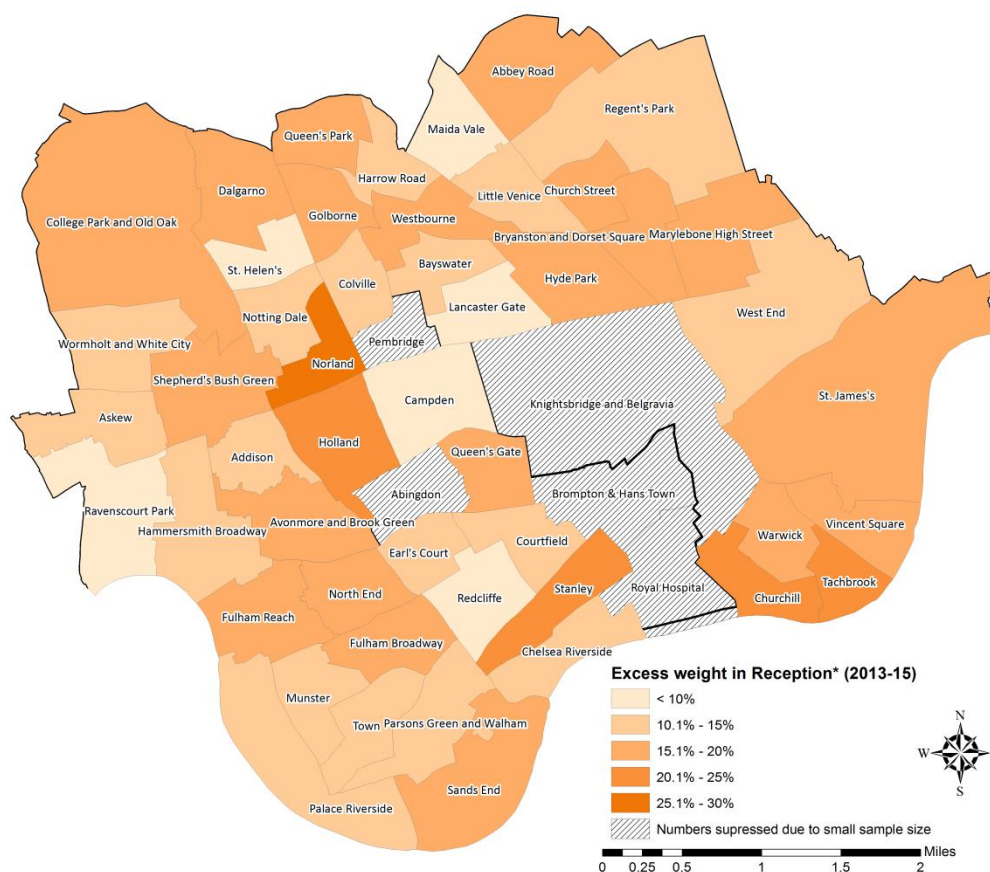 Abbey Road
Regent's Park
Maida Vale
Queen's Park
Harrow Road
Dalgarno
Little Venice
Church Street
College Park and Old Oak
Golborne
Westbourne
Bryanston and Dorset Square
Marylebone High Street
St. Helen's
Bayswater
Colville
Hyde Park
Lancaster Gate
Notting Dale
West End
Wormholt and White City
Pembridge
Norland
Shepherd's Bush Green
St. James's
Campden
Knightsbridge and Belgravia
Askew
Holland
Addison
Queen's Gate
Abingdon
Brompton & Hans Town
Ravenscourt Park
Avonmore and Brook Green
Vincent Square
Hammersmith Broadway
Warwick
Courtfield
Earl's Court
Tachbrook
Stanley
Royal Hospital
North End
Redcliffe
Churchill
Fulham Reach
Fulham Broadway
Chelsea Riverside
Munster
Town
Parsons Green and Walham
Sands End
Palace Riverside
Excess weight in Reception* (2013-15)
< 10%
10.1% - 15%
15.1% - 20%
20.1% - 25%
25.1% - 30%
Numbers supressed due to small sample size
N
W
E
S
Miles
0 0.25 0.5 1 1.5 2